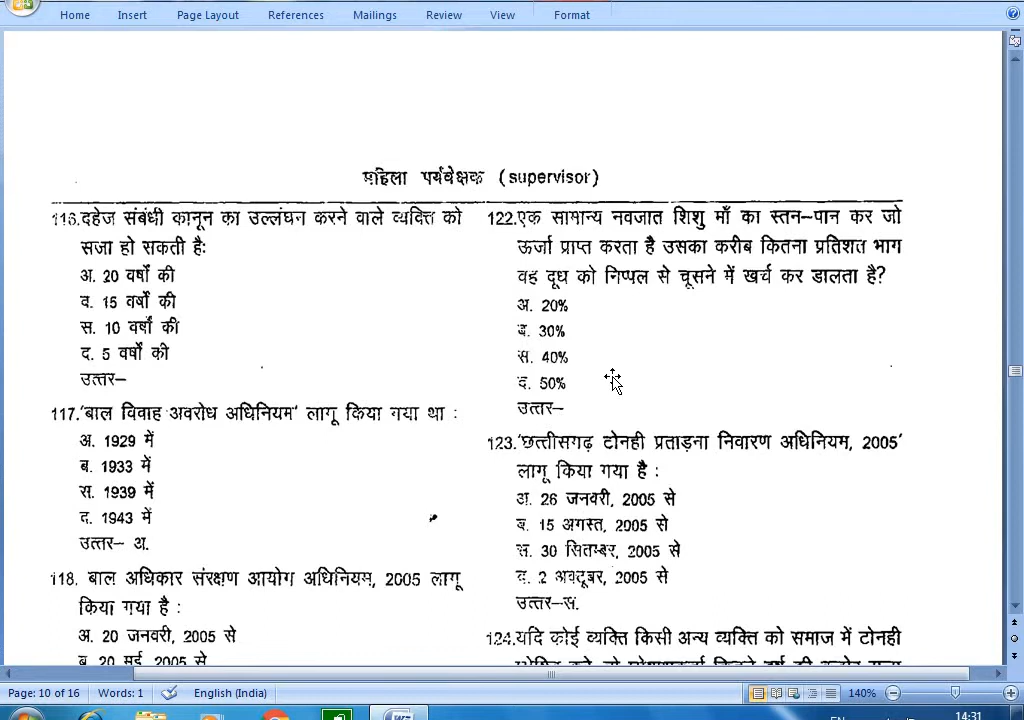 Home Insert Page Layout References Mailings Review View Format
महिला पर्यवेक्षक (supervisor)
116.दहेज संबंधी कानून का उल्लंघन करने वाले व्यक्ति को
सजा हो सकती है:
अ. 20 वर्षों की
ब. 15 वर्षों की
स. 10 वर्षों की
द. 5 वर्षों की
उत्तर–
117.'बाल विवाह अवरोध अधिनियम' लागू किया गया था :
अ. 1929 में
ब. 1933 में
स. 1939 में
द. 1943 में
उत्तर– अ.
118. बाल अधिकार संरक्षण आयोग अधिनियम, 2005 लागू
किया गया है :
अ. 20 जनवरी, 2005 से
ब. 20 मई, 2005 से
122.एक सामान्य नवजात शिशु माँ का स्तन–पान कर जो
ऊर्जा प्राप्त करता है उसका करीब कितना प्रतिशत भाग
वह दूध को निप्पल से चूसने में खर्च कर डालता है?
अ. 20%
ब. 30%
स. 40%
द. 50%
उत्तर–
123.'छत्तीसगढ़ टोनही प्रताड़ना निवारण अधिनियम, 2005'
लागू किया गया है :
अ. 26 जनवरी, 2005 से
ब. 15 अगस्त, 2005 से
स. 30 सितम्बर, 2005 से
द. 2 अक्टूबर, 2005 से
उत्तर–स.
124.यदि कोई व्यक्ति किसी अन्य व्यक्ति को समाज में टोनही
Page: 10 of 16 Words: 1 English (India) 140%
14:31